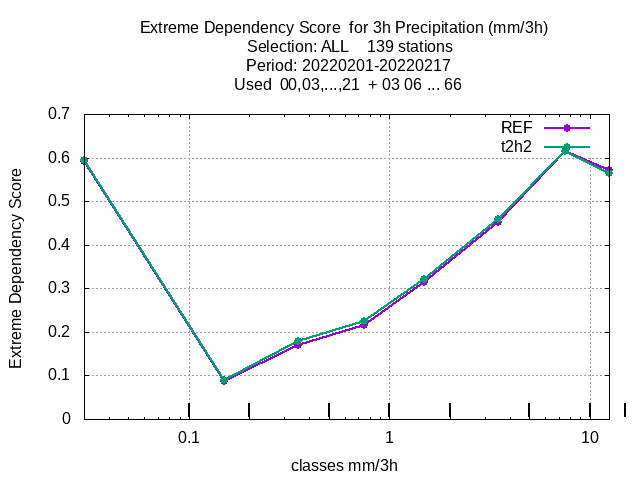 Extreme Dependency Score  for 3h Precipitation (mm/3h)
Selection: ALL    139 stations
Period: 20220201-20220217
Used  00,03,...,21  + 03 06 ... 66
0.7
0.6
0.5
0.4
0.3
0.2
0.1
0
Extreme Dependency Score
REF
t2h2
0.1
1
10
classes mm/3h